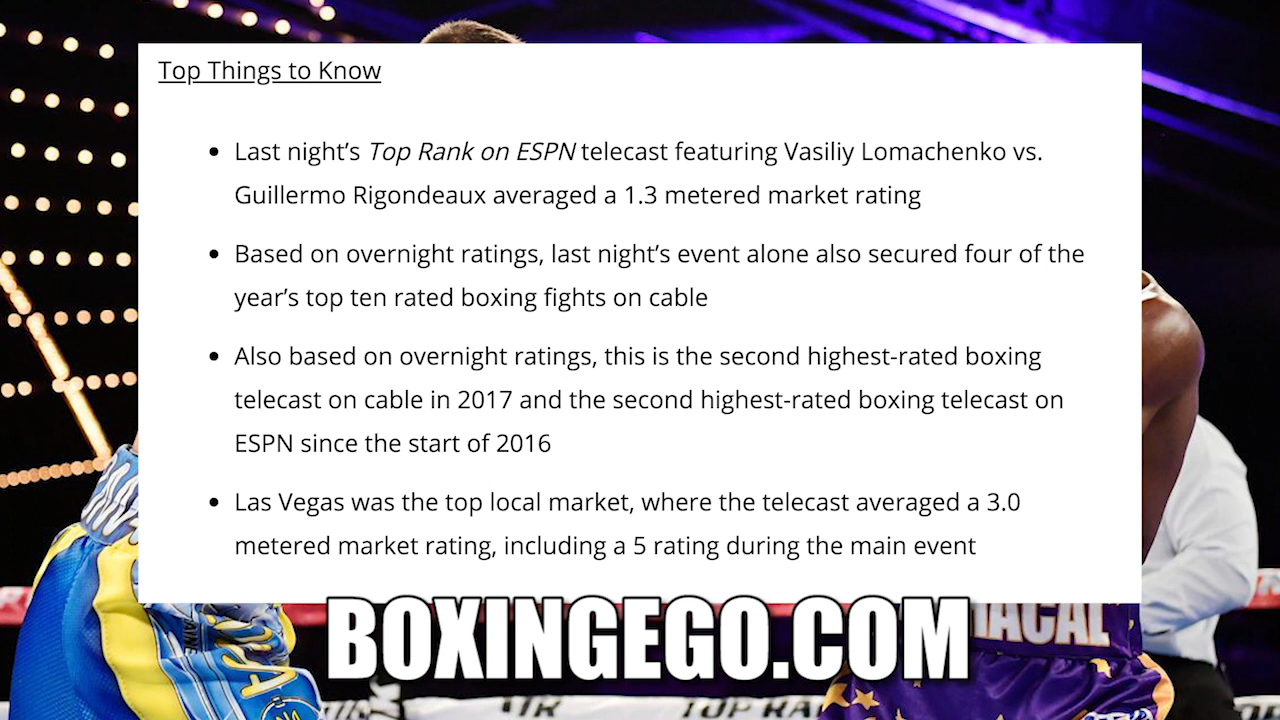 Top Things to Know
• Last night’s Top Rank on ESPN telecast featuring Vasiliy Lomachenko vs.
Guillermo Rigondeaux averaged a 1.3 metered market rating
• Based on overnight ratings, last night’s event alone also secured four of the
year’s top ten rated boxing fights on cable
• Also based on overnight ratings, this is the second highest-rated boxing
telecast on cable in 2017 and the second highest-rated boxing telecast on
ESPN since the start of 2016
• Las Vegas was the top local market, where the telecast averaged a 3.0
metered market rating, including a 5 rating during the main event
BOXINGEGO.COM